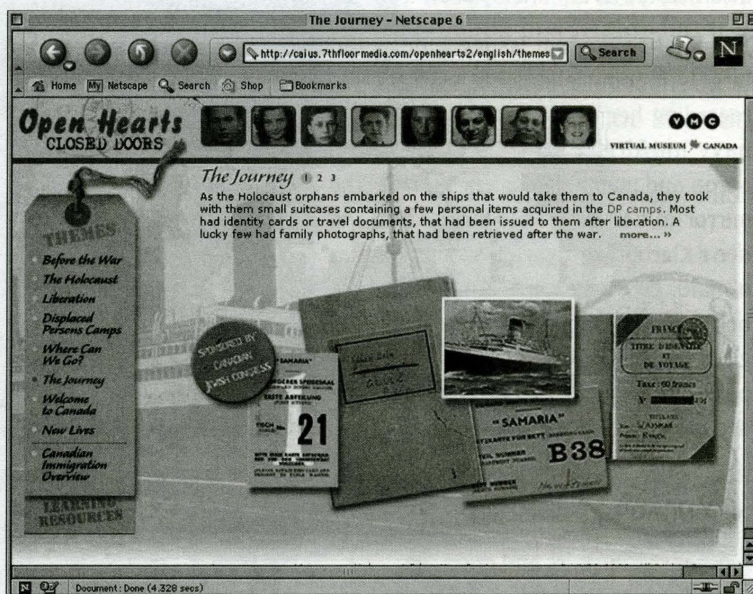 The Journey - Netscape 6
http://caius.7thfloormedia.com/openhearts2/english/themes
Search
N
Home My Netscape Search Shop Bookmarks
Open Hearts
CLOSED DOORS
VMC
VIRTUAL MUSEUM CANADA
The Journey 1 2 3
As the Holocaust orphans embarked on the ships that would take them to Canada, they took
with them small suitcases containing a few personal items acquired in the DP camps. Most
had identity cards or travel documents, that had been issued to them after liberation. A
lucky few had family photographs, that had been retrieved after the war. more... »
THEMES
Before the War
The Holocaust
Liberation
Displaced
Persons Camps
Where Can
We Go?
The Journey
Welcome
to Canada
New Lives
Canadian
Immigration
Overview
LEARNING
RESOURCES
SPONSORED BY
CANADIAN
JEWISH CONGRESS
"SAMARIA"
ERSTE ABTEILUNG
TISCH No. 21
"SAMARIA"
B38
FRANCE
TITRE D'IDENTITE
ET
DE VOYAGE
Taxe : 60 francs
Document: Done (4.328 secs)